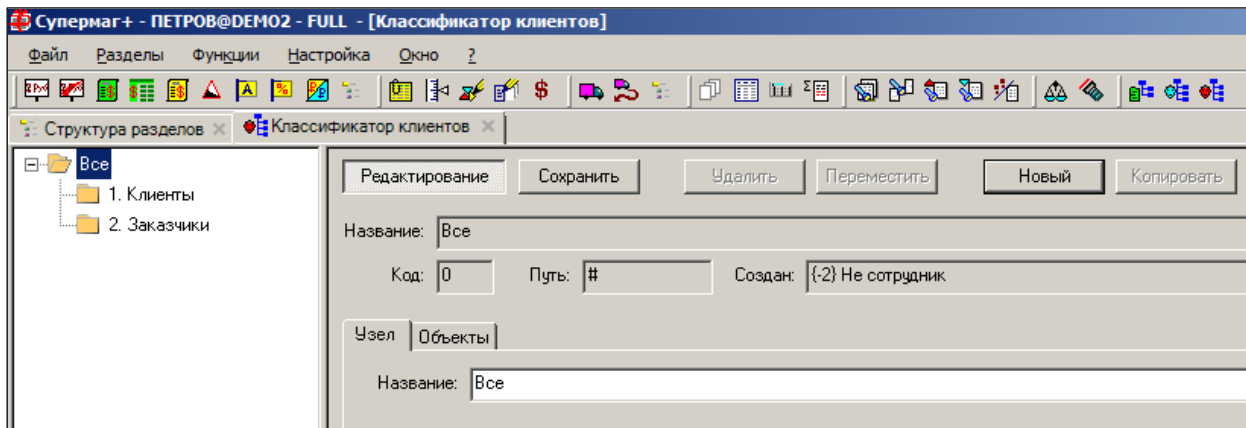 Супермаг+ - ПЕТРОВ@DEMO2 - FULL - [Классификатор клиентов]
Файл Разделы Функции Настройка Окно ?
Структура разделов Классификатор клиентов
Все
1. Клиенты
2. Заказчики
Редактирование Сохранить Удалить Переместить Новый Копировать
Название: Все
Код: 0 Путь: # Создан: {-2} Не сотрудник
Узел Объекты
Название: Все